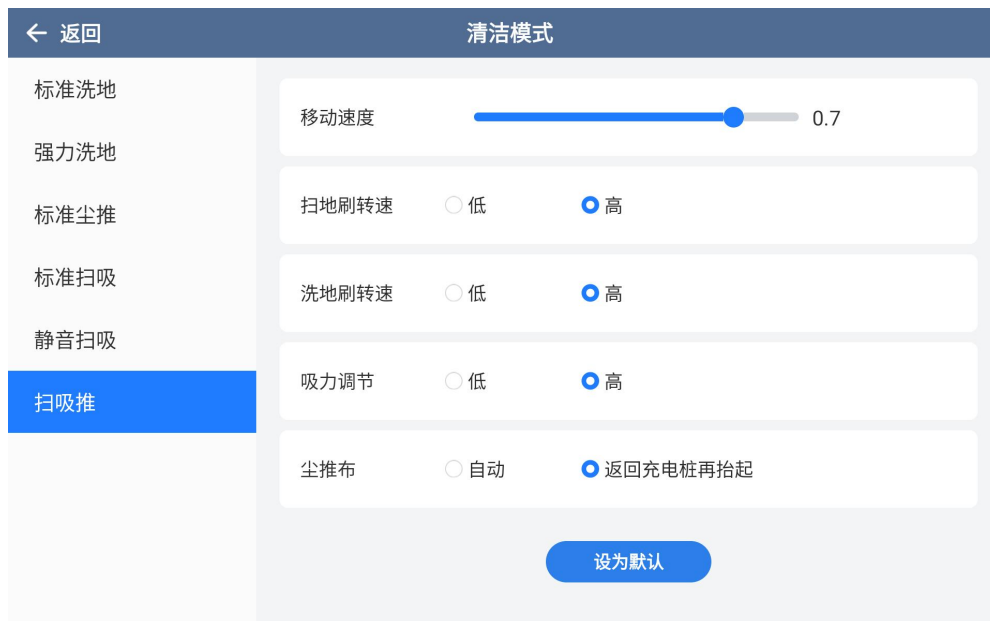 返回
清洁模式
标准洗地
强力洗地
标准尘推
标准扫吸
静音扫吸
扫吸推
移动速度 0.7
扫地刷转速 低 高
洗地刷转速 低 高
吸力调节 低 高
尘推布 自动 返回充电桩再抬起
设为默认